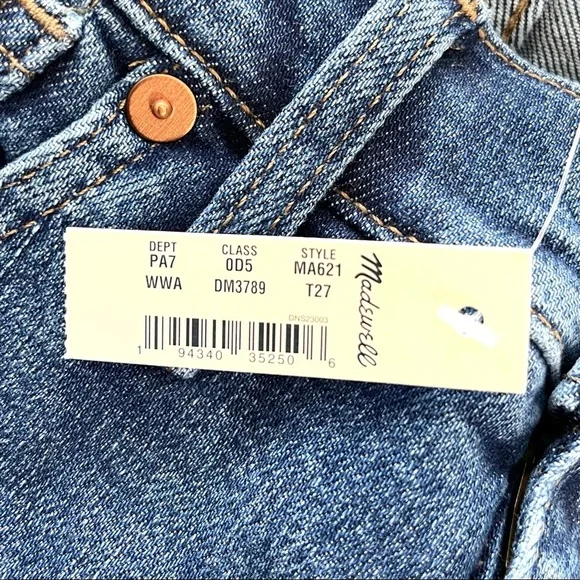 DEPT CLASS STYLE
PA7 0D5 MA621
WWA DM3789 T27
DNS23003
1 94340 35250 6
Madewell